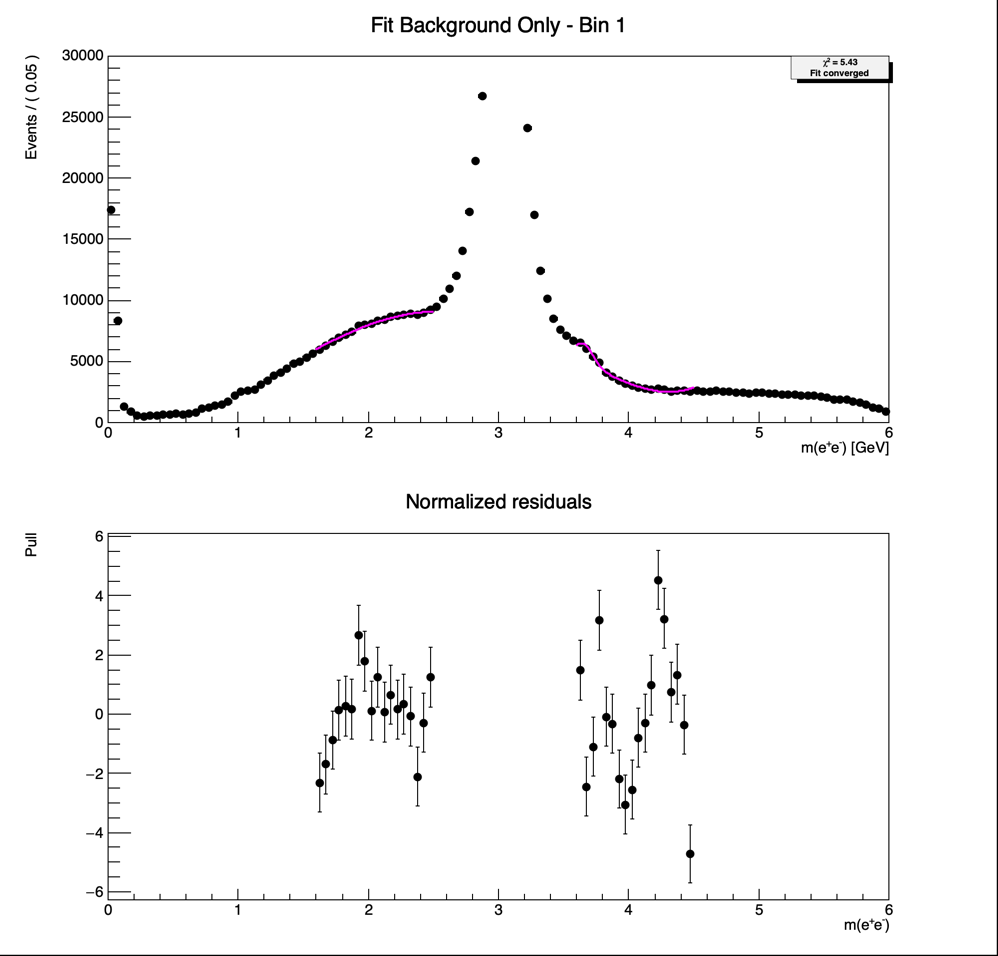 Fit Background Only - Bin 1
Events / ( 0.05 )
χ² = 5.43
Fit converged
30000
25000
20000
15000
10000
5000
0
0 1 2 3 4 5 6
m(e⁺e⁻) [GeV]
Normalized residuals
Pull
6
4
2
0
−2
−4
−6
0 1 2 3 4 5 6
m(e⁺e⁻)